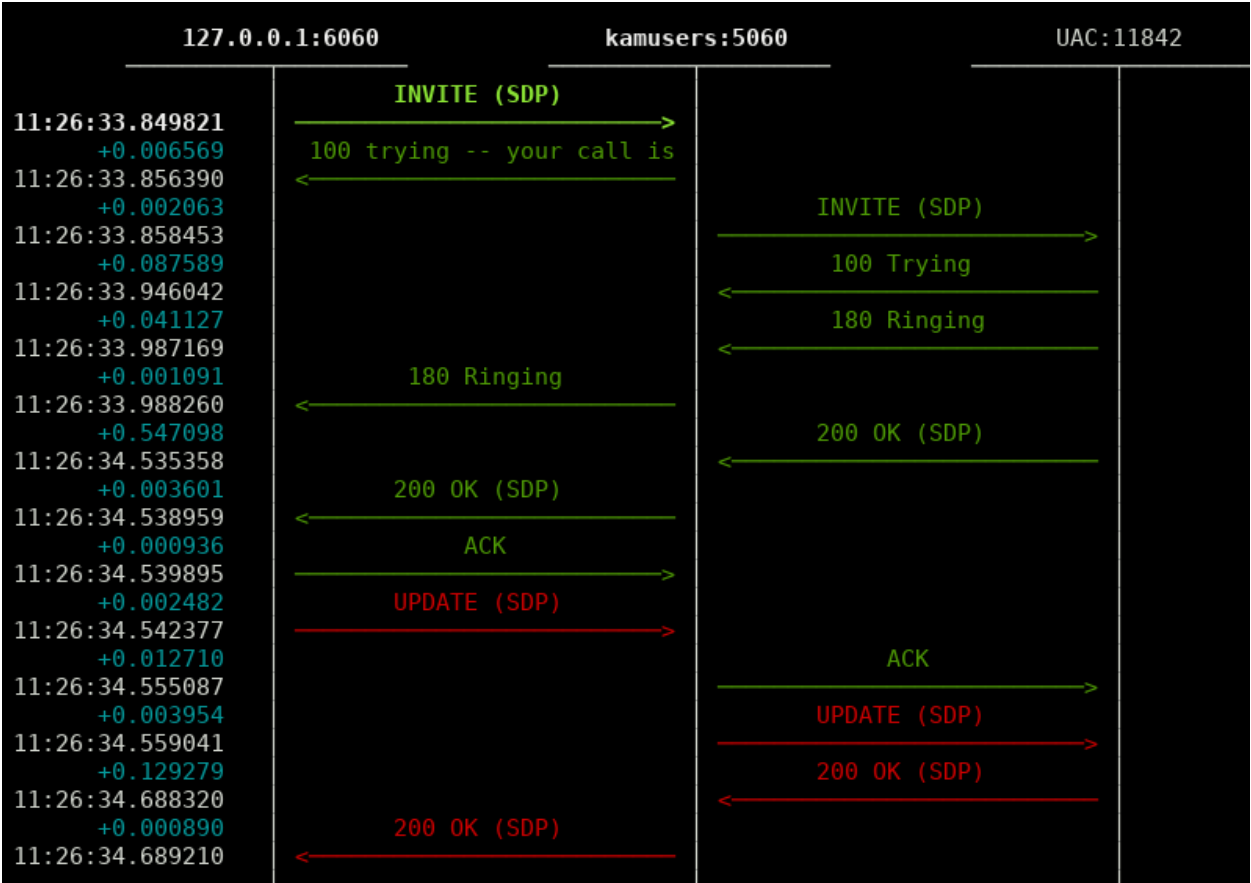 127.0.0.1:6060 kamusers:5060 UAC:11842
INVITE (SDP)
11:26:33.849821
+0.006569 100 trying -- your call is
11:26:33.856390
+0.002063 INVITE (SDP)
11:26:33.858453
+0.087589 100 Trying
11:26:33.946042
+0.041127 180 Ringing
11:26:33.987169
+0.001091 180 Ringing
11:26:33.988260
+0.547098 200 OK (SDP)
11:26:34.535358
+0.003601 200 OK (SDP)
11:26:34.538959
+0.000936 ACK
11:26:34.539895
+0.002482 UPDATE (SDP)
11:26:34.542377
+0.012710 ACK
11:26:34.555087
+0.003954 UPDATE (SDP)
11:26:34.559041
+0.129279 200 OK (SDP)
11:26:34.688320
+0.000890 200 OK (SDP)
11:26:34.689210